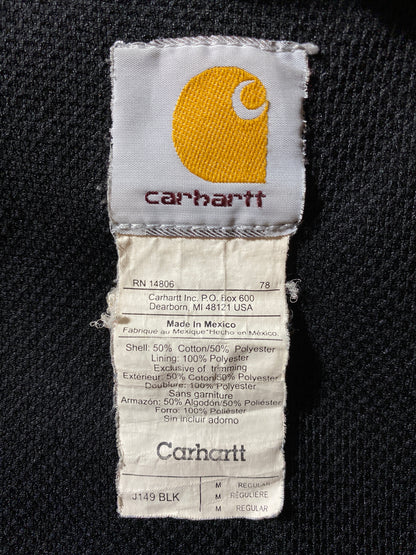 carhartt
RN 14806 78
Carhartt Inc. P.O. Box 600
Dearborn, MI 48121 USA
Made In Mexico
Fabriqué au Mexique*Hecho en México
Shell: 50% Cotton/50% Polyester
Lining: 100% Polyester
Exclusive of trimming
Extérieur: 50% Coton/50% Polyester
Doublure: 100% Polyester
Sans garniture
Armazón: 50% Algodón/50% Poliéster
Forro: 100% Poliéster
Sin incluir adorno
Carhartt
M REGULAR
J149 BLK M RÉGULIÈRE
M REGULAR